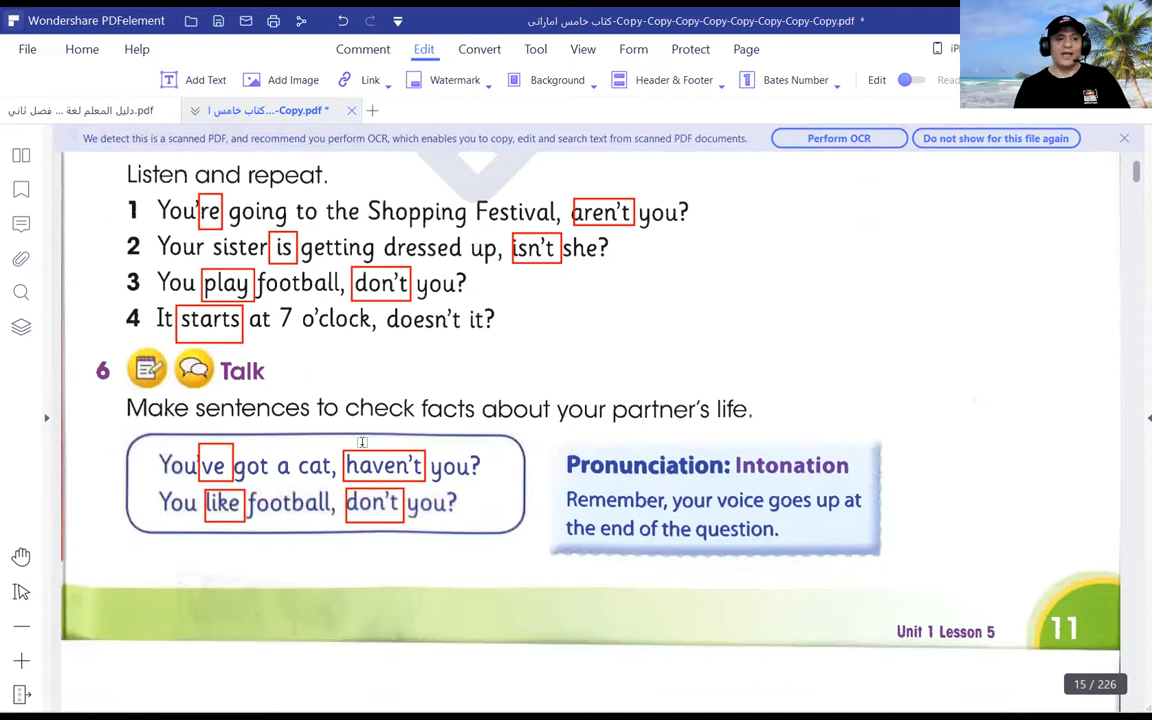 Wondershare PDFelement
كتاب خامس اماراتى-Copy-Copy-Copy-Copy-Copy-Copy-Copy.pdf *
File Home Help Comment Edit Convert Tool View Form Protect Page
Add Text Add Image Link Watermark Background Header & Footer Bates Number Edit
دليل المعلم لغة ... فصل ثاني.pdf
كتاب خامس ا...-Copy.pdf *
We detect this is a scanned PDF, and recommend you perform OCR, which enables you to copy, edit and search text from scanned PDF documents. Perform OCR Do not show for this file again
Listen and repeat.
1 You're going to the Shopping Festival, aren't you?
2 Your sister is getting dressed up, isn't she?
3 You play football, don't you?
4 It starts at 7 o'clock, doesn't it?
6 Talk
Make sentences to check facts about your partner's life.
You've got a cat, haven't you?
You like football, don't you?
Pronunciation: Intonation
Remember, your voice goes up at
the end of the question.
Unit 1 Lesson 5 11
15 / 226